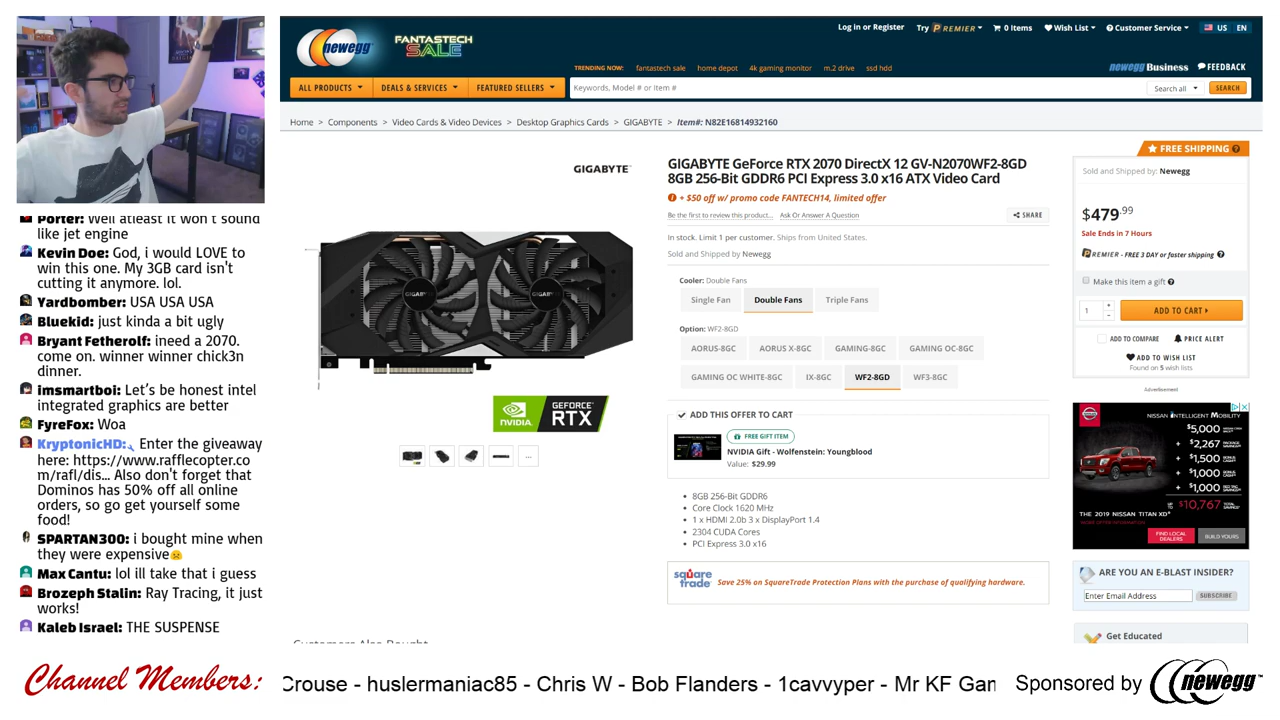 Porter: Well atleast it won't sound
like jet engine
Kevin Doe: God, i would LOVE to
win this one. My 3GB card isn't
cutting it anymore. lol.
Yardbomber: USA USA USA
Bluekid: just kinda a bit ugly
Bryant Fetherolf: ineed a 2070.
come on. winner winner chick3n
dinner.
imsmartboi: Let's be honest intel
integrated graphics are better
FyreFox: Woa
KryptonicHD: Enter the giveaway
here: https://www.rafflecopter.co
m/rafl/dis... Also don't forget that
Dominos has 50% off all online
orders, so go get yourself some
food!
SPARTAN300: i bought mine when
they were expensive
Max Cantu: lol ill take that i guess
Brozeph Stalin: Ray Tracing, it just
works!
Kaleb Israel: THE SUSPENSE
newegg
FANTASTECH
SALE
Log in or Register Try PREMIER 0 Items Wish List Customer Service US EN
TRENDING NOW: fantastech sale home depot 4k gaming monitor m.2 drive ssd hdd
newegg Business FEEDBACK
ALL PRODUCTS DEALS & SERVICES FEATURED SELLERS Keywords, Model # or Item # Search all SEARCH
Home > Components > Video Cards & Video Devices > Desktop Graphics Cards > GIGABYTE > Item#: N82E16814932160
GIGABYTE
GIGABYTE
NVIDIA
GEFORCE
RTX
...
GIGABYTE GeForce RTX 2070 DirectX 12 GV-N2070WF2-8GD
8GB 256-Bit GDDR6 PCI Express 3.0 x16 ATX Video Card
+ $50 off w/ promo code FANTECH14, limited offer
Be the first to review this product... Ask Or Answer A Question SHARE
In stock. Limit 1 per customer. Ships from United States.
Sold and Shipped by Newegg
Cooler: Double Fans
Single Fan Double Fans Triple Fans
Option: WF2-8GD
AORUS-8GC AORUS X-8GC GAMING-8GC GAMING OC-8GC
GAMING OC WHITE-8GC IX-8GC WF2-8GD WF3-8GC
ADD THIS OFFER TO CART
FREE GIFT ITEM
NVIDIA Gift - Wolfenstein: Youngblood
Value: $29.99
8GB 256-Bit GDDR6
Core Clock 1620 MHz
1 x HDMI 2.0b 3 x DisplayPort 1.4
2304 CUDA Cores
PCI Express 3.0 x16
square
trade
Save 25% on SquareTrade Protection Plans with the purchase of qualifying hardware.
Customers Also Bought
FREE SHIPPING
Sold and Shipped by: Newegg
$479.99
Sale Ends in 7 Hours
PREMIER - FREE 3 DAY or faster shipping
Make this item a gift
1 ADD TO CART
ADD TO COMPARE PRICE ALERT
ADD TO WISH LIST
Found on 5 wish lists
Advertisement
NISSAN INTELLIGENT MOBILITY
$5,000
+ $2,267
+ $1,500
+ $1,000
+ $1,000
$10,767
THE 2019 NISSAN TITAN XD
FIND LOCAL
DEALERS
BUILD YOURS
ARE YOU AN E-BLAST INSIDER?
Enter Email Address SUBSCRIBE
Get Educated
Channel Members:
Crouse - huslermaniac85 - Chris W - Bob Flanders - 1cavvyper - Mr KF Gan
Sponsored by newegg